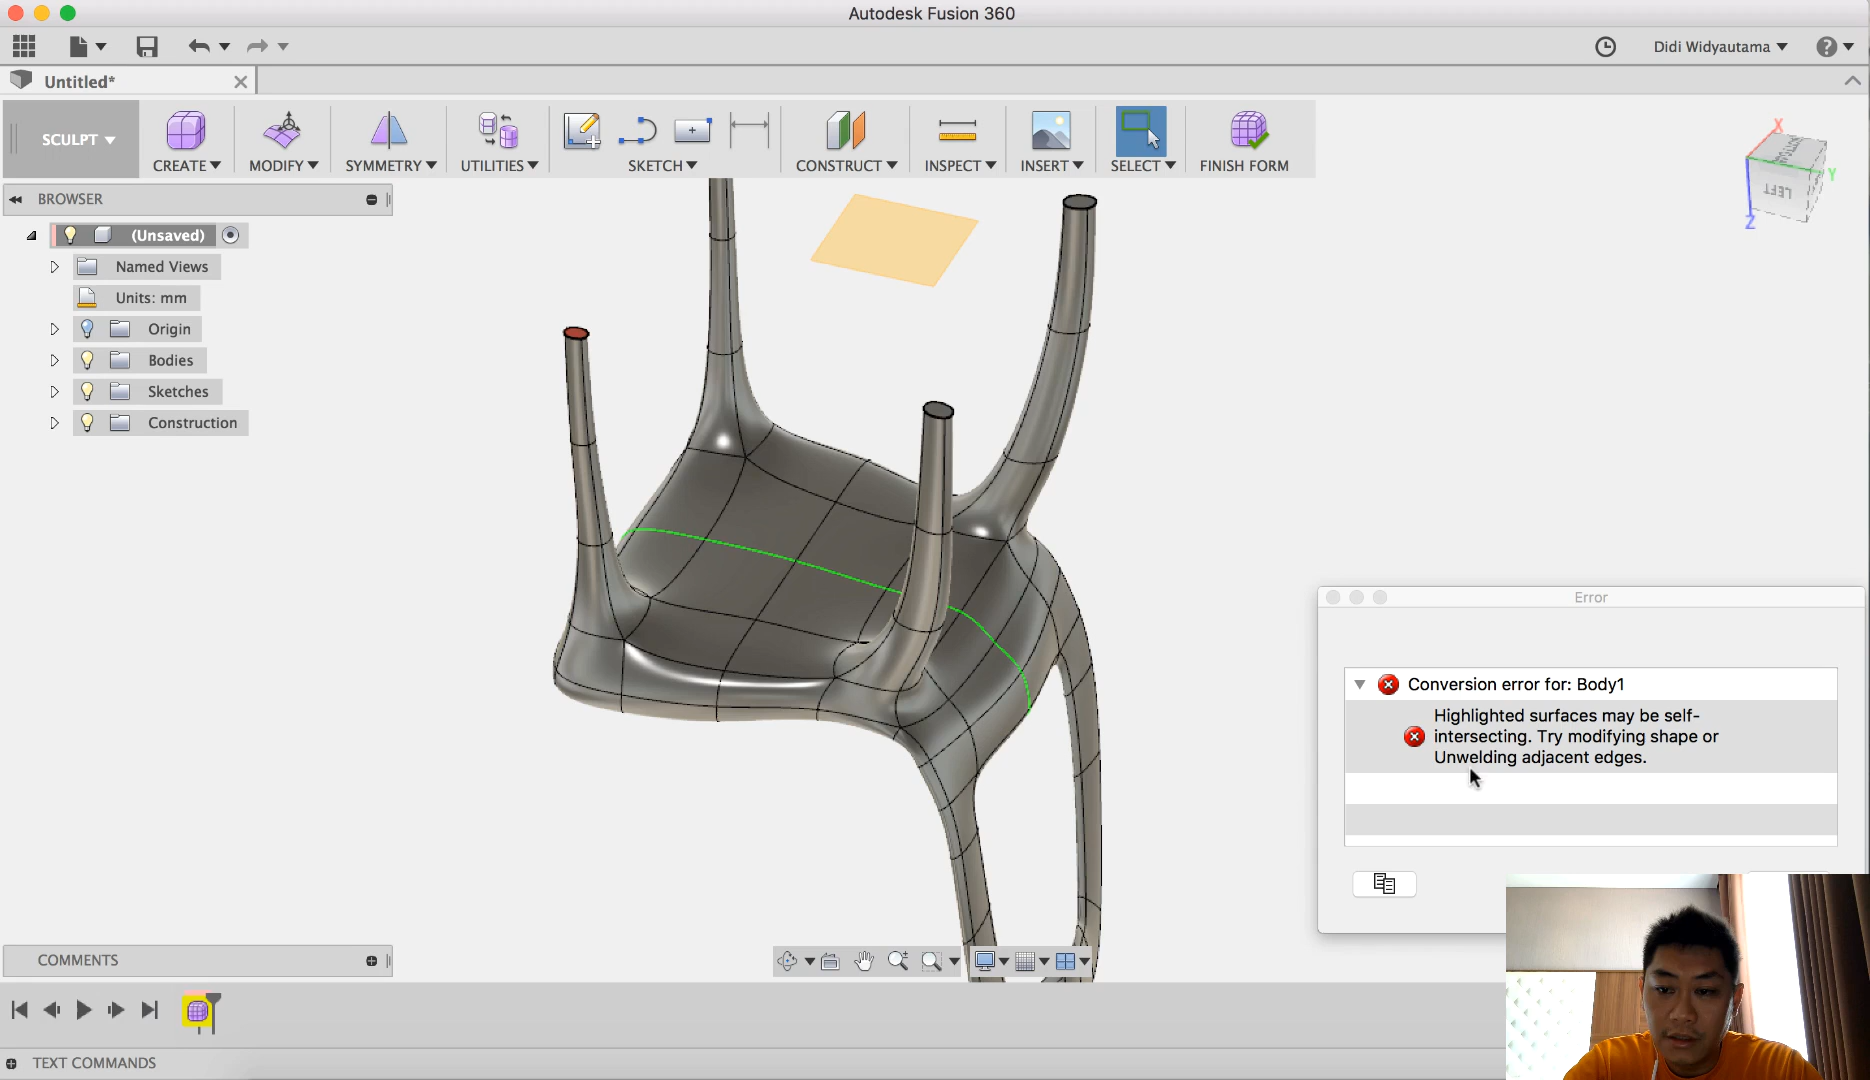 Autodesk Fusion 360
Didi Widyautama
Untitled*
SCULPT
CREATE
MODIFY
SYMMETRY
UTILITIES
SKETCH
CONSTRUCT
INSPECT
INSERT
SELECT
FINISH FORM
X
Y
Z
BOTTOM
LEFT
BROWSER
(Unsaved)
Named Views
Units: mm
Origin
Bodies
Sketches
Construction
Error
Conversion error for: Body1
Highlighted surfaces may be self-
intersecting. Try modifying shape or
Unwelding adjacent edges.
COMMENTS
TEXT COMMANDS